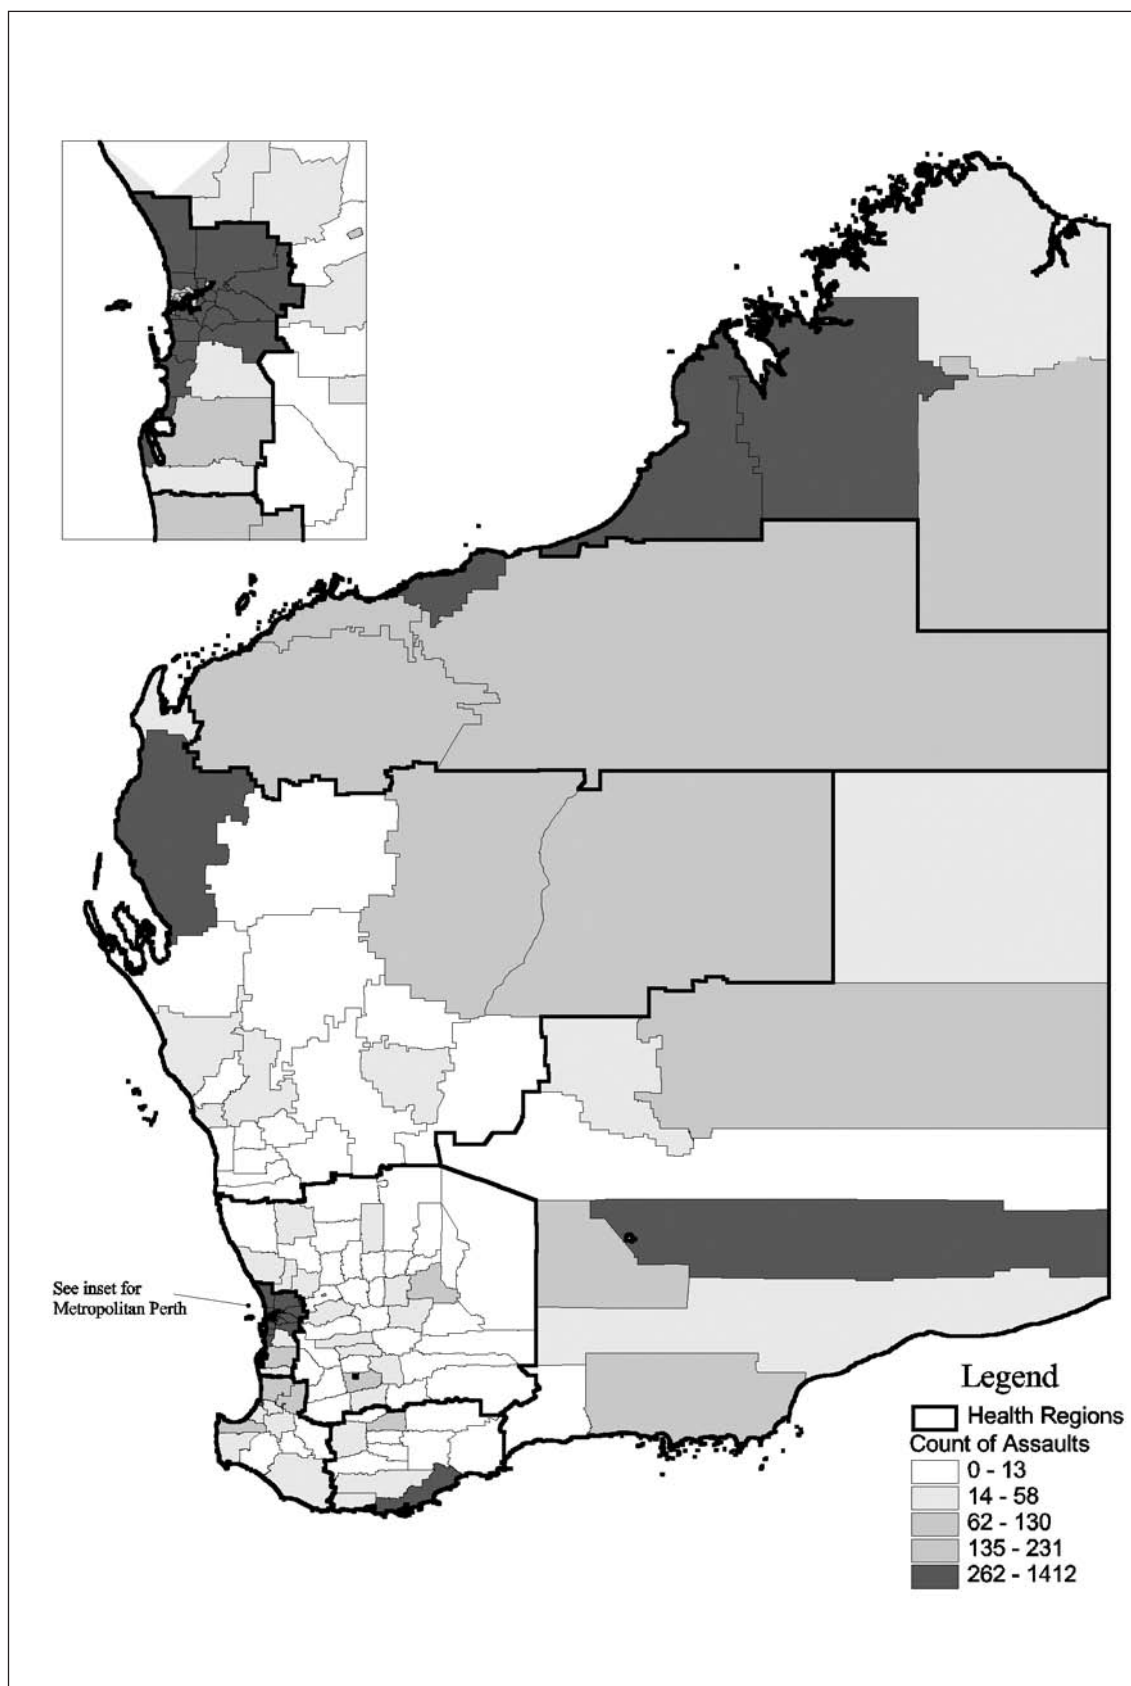 See inset for
Metropolitan Perth
Legend
Health Regions
Count of Assaults
0 - 13
14 - 58
62 - 130
135 - 231
262 - 1412